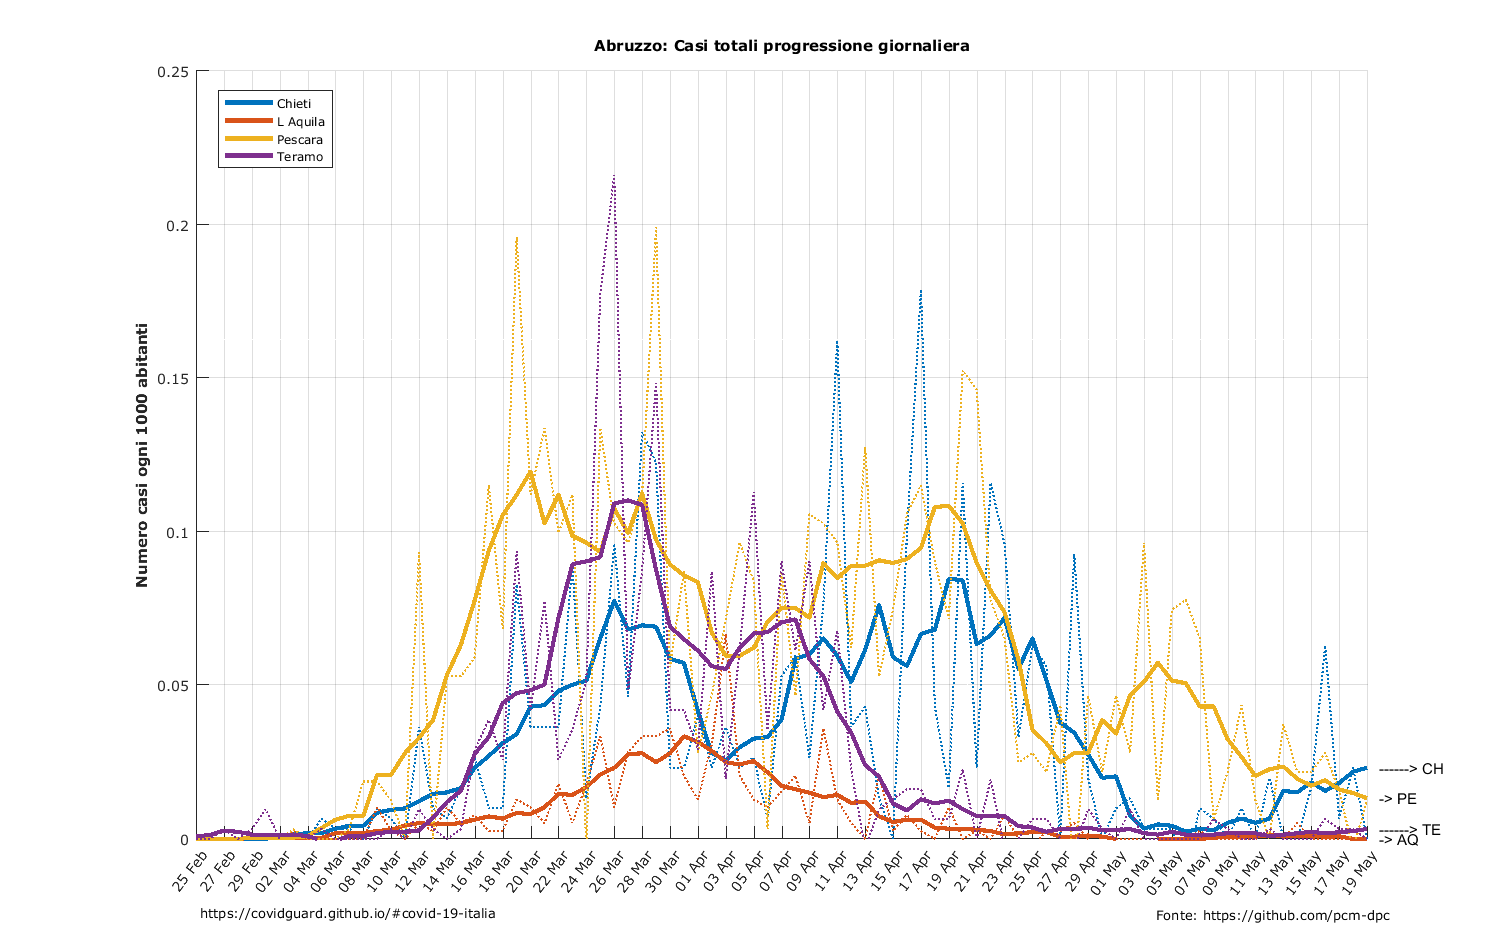 Abruzzo: Casi totali progressione giornaliera
0.25
0.2
0.15
0.1
0.05
0
Numero casi ogni 1000 abitanti
Chieti
L Aquila
Pescara
Teramo
------> CH
-> PE
------> TE
-> AQ
25 Feb
27 Feb
29 Feb
02 Mar
04 Mar
06 Mar
08 Mar
10 Mar
12 Mar
14 Mar
16 Mar
18 Mar
20 Mar
22 Mar
24 Mar
26 Mar
28 Mar
30 Mar
01 Apr
03 Apr
05 Apr
07 Apr
09 Apr
11 Apr
13 Apr
15 Apr
17 Apr
19 Apr
21 Apr
23 Apr
25 Apr
27 Apr
29 Apr
01 May
03 May
05 May
07 May
09 May
11 May
13 May
15 May
17 May
19 May
https://covidguard.github.io/#covid-19-italia
Fonte: https://github.com/pcm-dpc